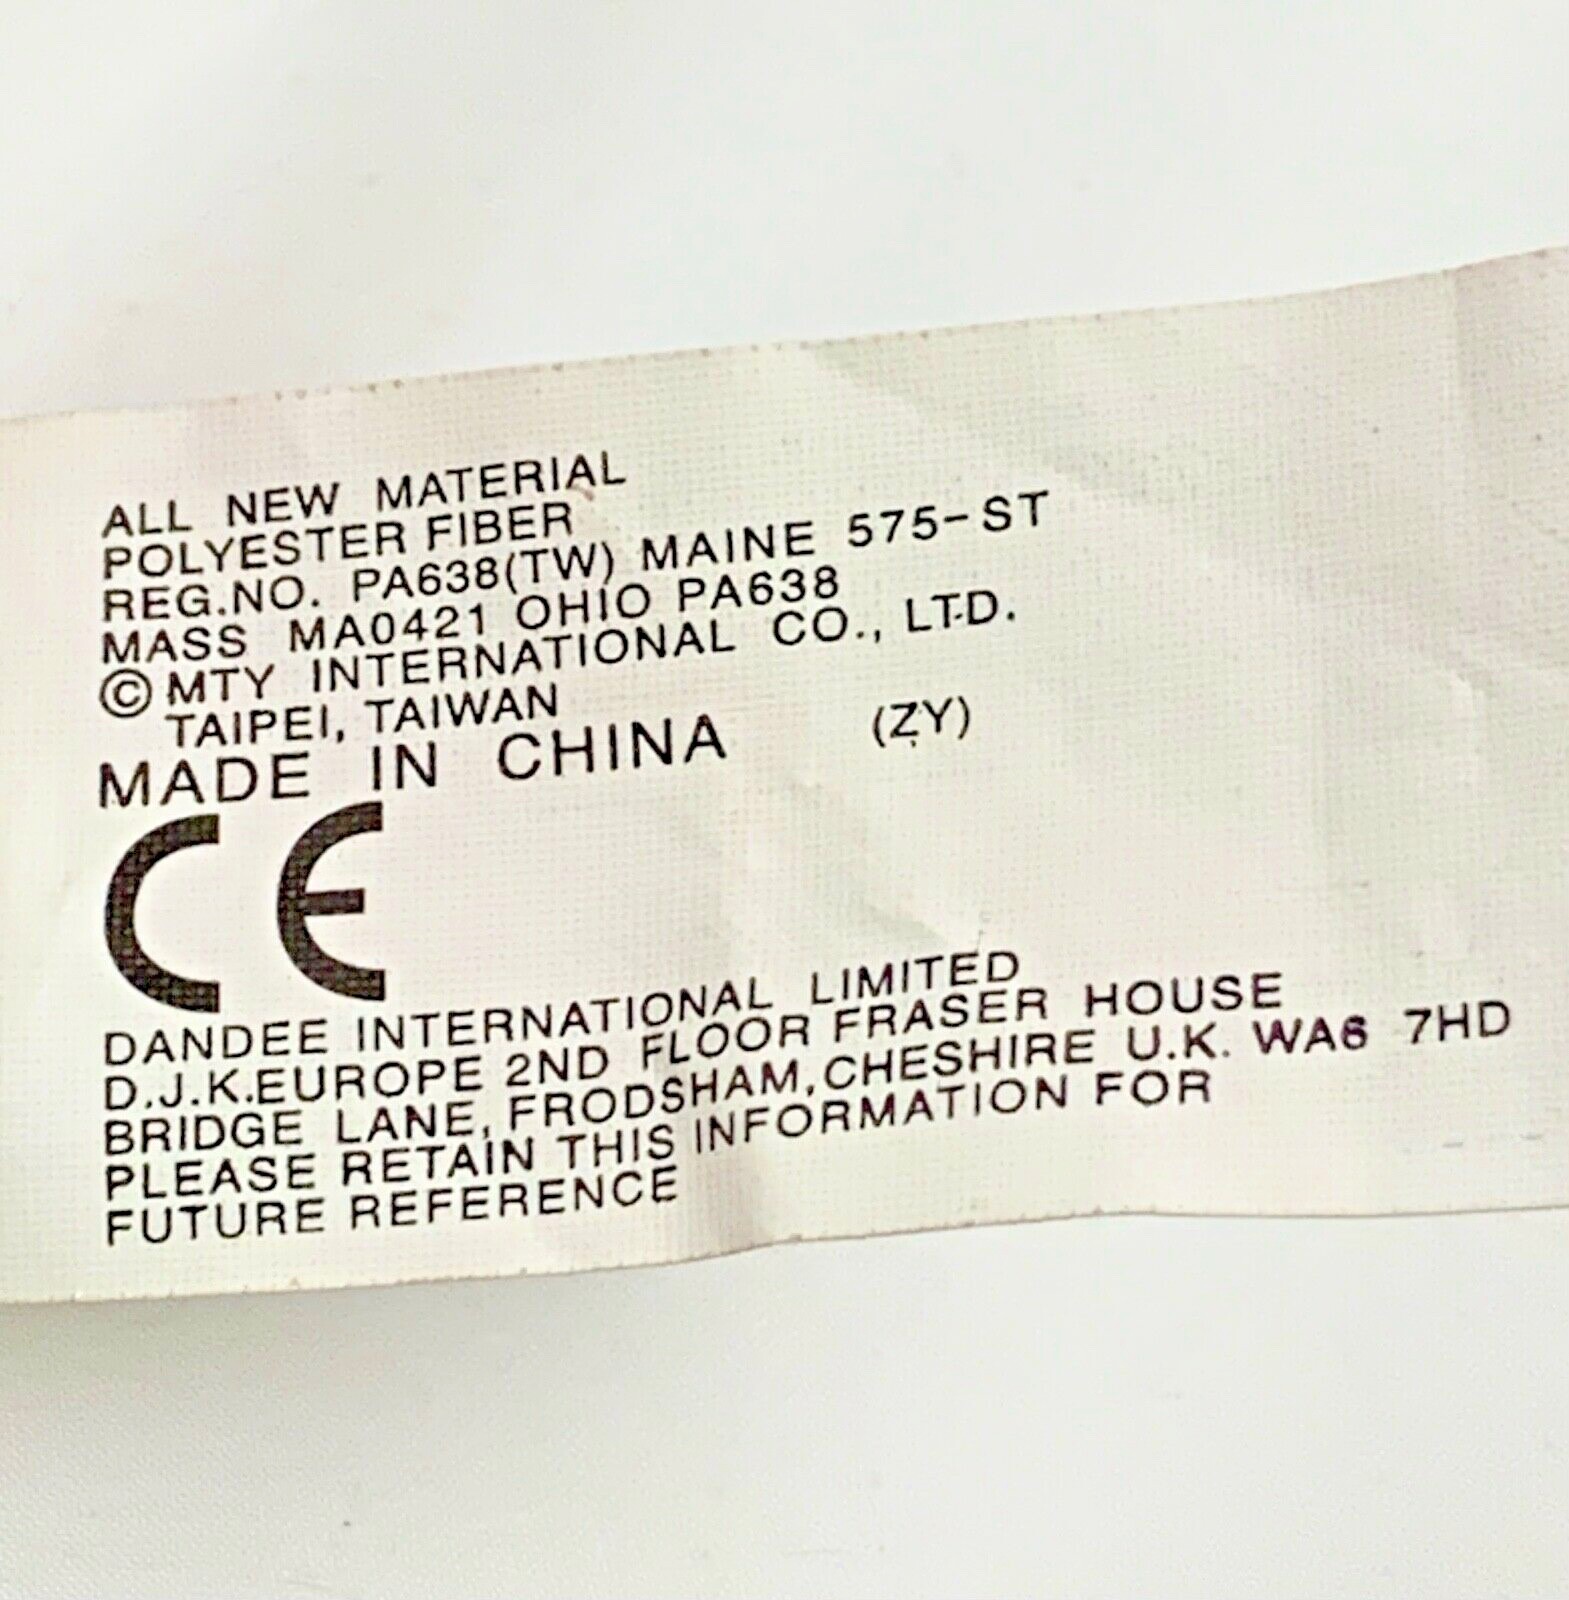 ALL NEW MATERIAL
POLYESTER FIBER
REG.NO. PA638(TW) MAINE 575-ST
MASS MA0421 OHIO PA638
© MTY INTERNATIONAL CO., LTD.
TAIPEI, TAIWAN
MADE IN CHINA (ZY)
CE
DANDEE INTERNATIONAL LIMITED
D.J.K.EUROPE 2ND FLOOR FRASER HOUSE
BRIDGE LANE, FRODSHAM, CHESHIRE U.K. WA6 7HD
PLEASE RETAIN THIS INFORMATION FOR
FUTURE REFERENCE